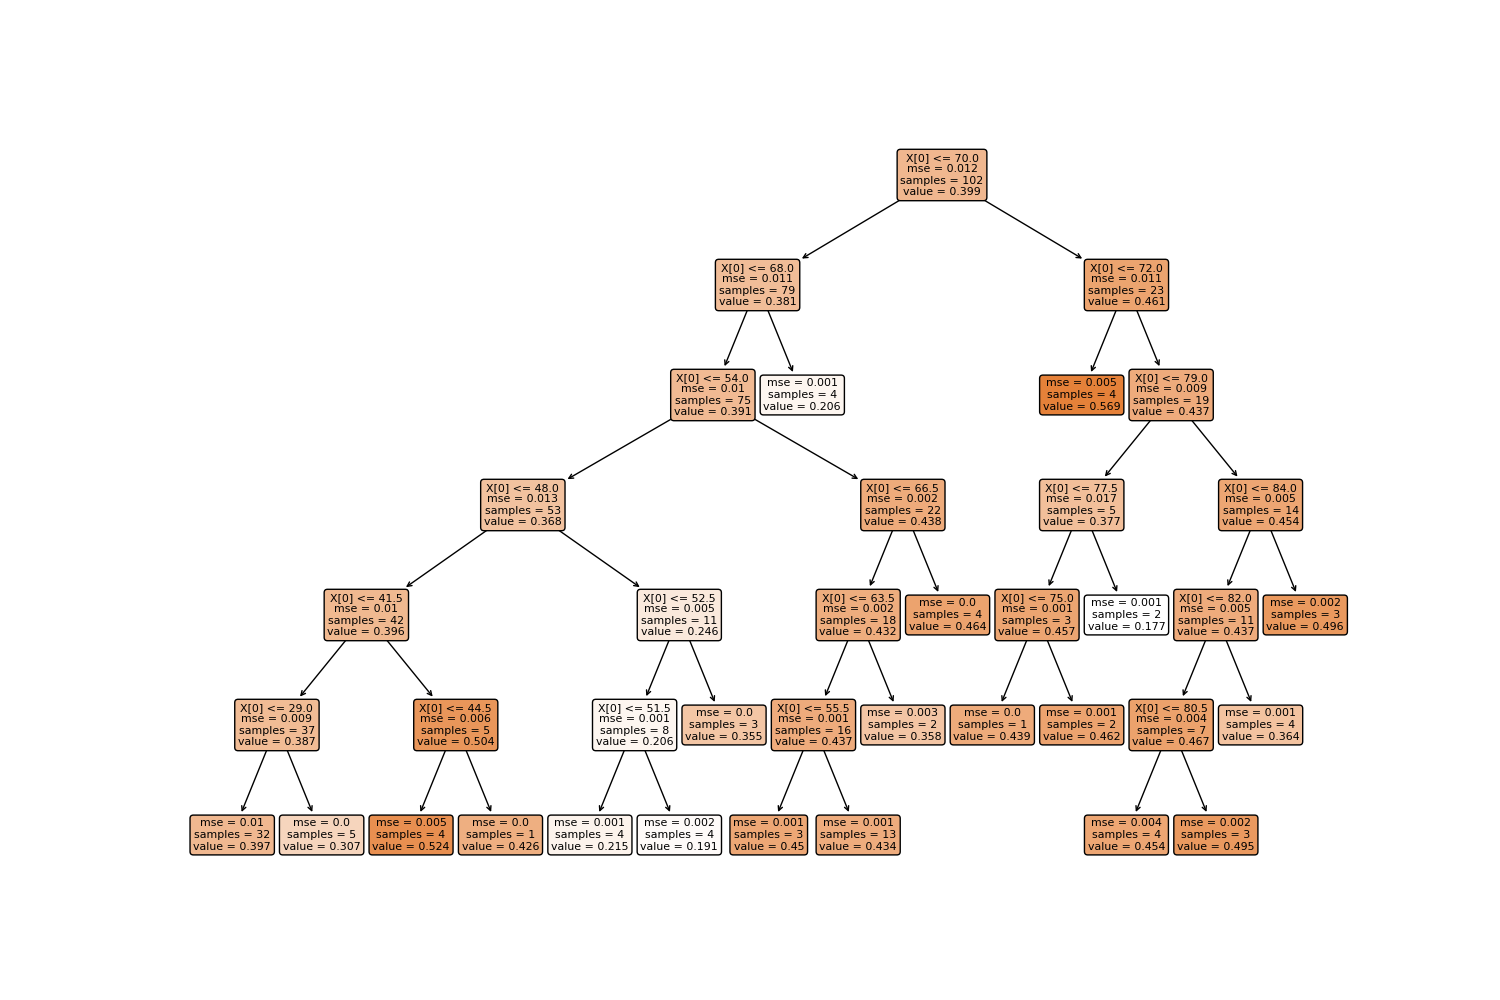 X[0] <= 70.0
mse = 0.012
samples = 102
value = 0.399
X[0] <= 68.0
mse = 0.011
samples = 79
value = 0.381
X[0] <= 72.0
mse = 0.011
samples = 23
value = 0.461
X[0] <= 54.0
mse = 0.01
samples = 75
value = 0.391
mse = 0.001
samples = 4
value = 0.206
mse = 0.005
samples = 4
value = 0.569
X[0] <= 79.0
mse = 0.009
samples = 19
value = 0.437
X[0] <= 48.0
mse = 0.013
samples = 53
value = 0.368
X[0] <= 66.5
mse = 0.002
samples = 22
value = 0.438
X[0] <= 77.5
mse = 0.017
samples = 5
value = 0.377
X[0] <= 84.0
mse = 0.005
samples = 14
value = 0.454
X[0] <= 41.5
mse = 0.01
samples = 42
value = 0.396
X[0] <= 52.5
mse = 0.005
samples = 11
value = 0.246
X[0] <= 63.5
mse = 0.002
samples = 18
value = 0.432
mse = 0.0
samples = 4
value = 0.464
X[0] <= 75.0
mse = 0.001
samples = 3
value = 0.457
mse = 0.001
samples = 2
value = 0.177
X[0] <= 82.0
mse = 0.005
samples = 11
value = 0.437
mse = 0.002
samples = 3
value = 0.496
X[0] <= 29.0
mse = 0.009
samples = 37
value = 0.387
X[0] <= 44.5
mse = 0.006
samples = 5
value = 0.504
X[0] <= 51.5
mse = 0.001
samples = 8
value = 0.206
mse = 0.0
samples = 3
value = 0.355
X[0] <= 55.5
mse = 0.001
samples = 16
value = 0.437
mse = 0.003
samples = 2
value = 0.358
mse = 0.0
samples = 1
value = 0.439
mse = 0.001
samples = 2
value = 0.462
X[0] <= 80.5
mse = 0.004
samples = 7
value = 0.467
mse = 0.001
samples = 4
value = 0.364
mse = 0.01
samples = 32
value = 0.397
mse = 0.0
samples = 5
value = 0.307
mse = 0.005
samples = 4
value = 0.524
mse = 0.0
samples = 1
value = 0.426
mse = 0.001
samples = 4
value = 0.215
mse = 0.002
samples = 4
value = 0.191
mse = 0.001
samples = 3
value = 0.45
mse = 0.001
samples = 13
value = 0.434
mse = 0.004
samples = 4
value = 0.454
mse = 0.002
samples = 3
value = 0.495